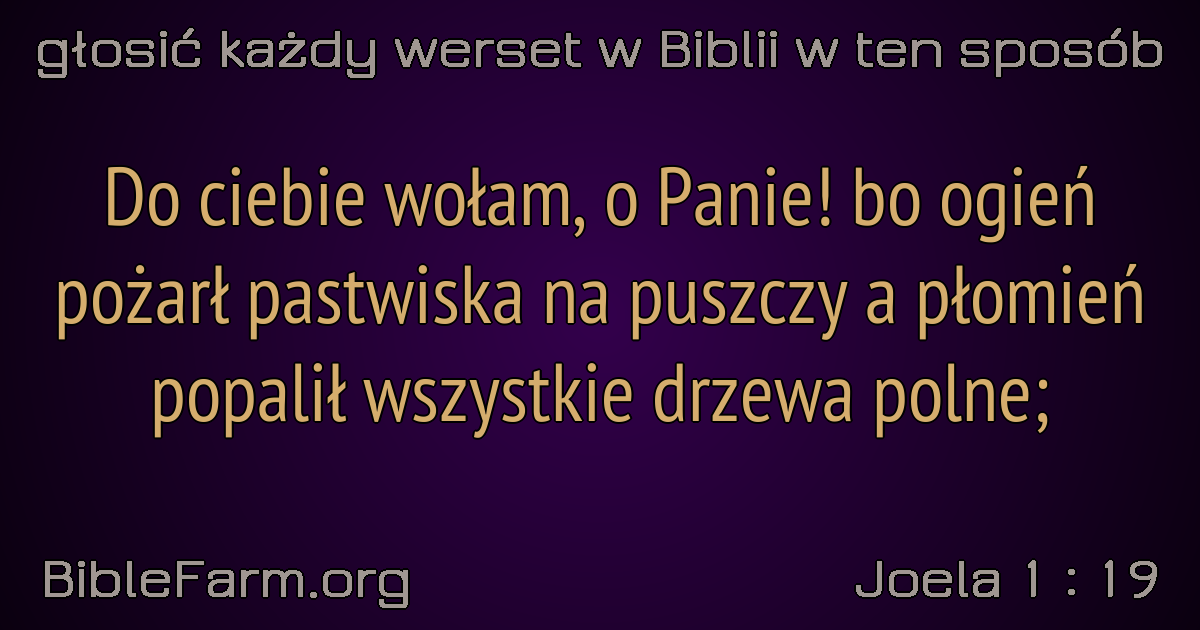 głosić każdy werset w Biblii w ten sposób
Do ciebie wołam, o Panie! bo ogień
pożarł pastwiska na puszczy a płomień
popalił wszystkie drzewa polne;
BibleFarm.org
Joela 1 : 19